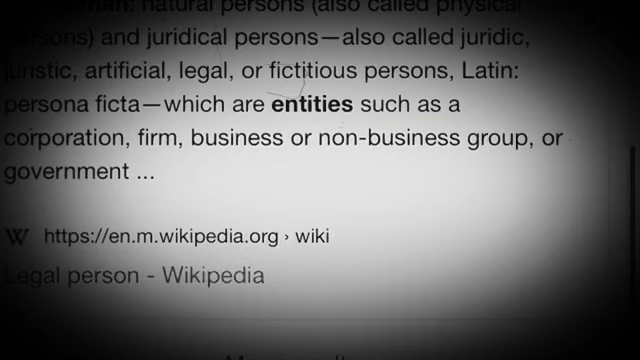 human: natural persons (also called physical
persons) and juridical persons—also called juridic,
juristic, artificial, legal, or fictitious persons, Latin:
persona ficta—which are entities such as a
corporation, firm, business or non-business group, or
government ...
W https://en.m.wikipedia.org › wiki
Legal person - Wikipedia